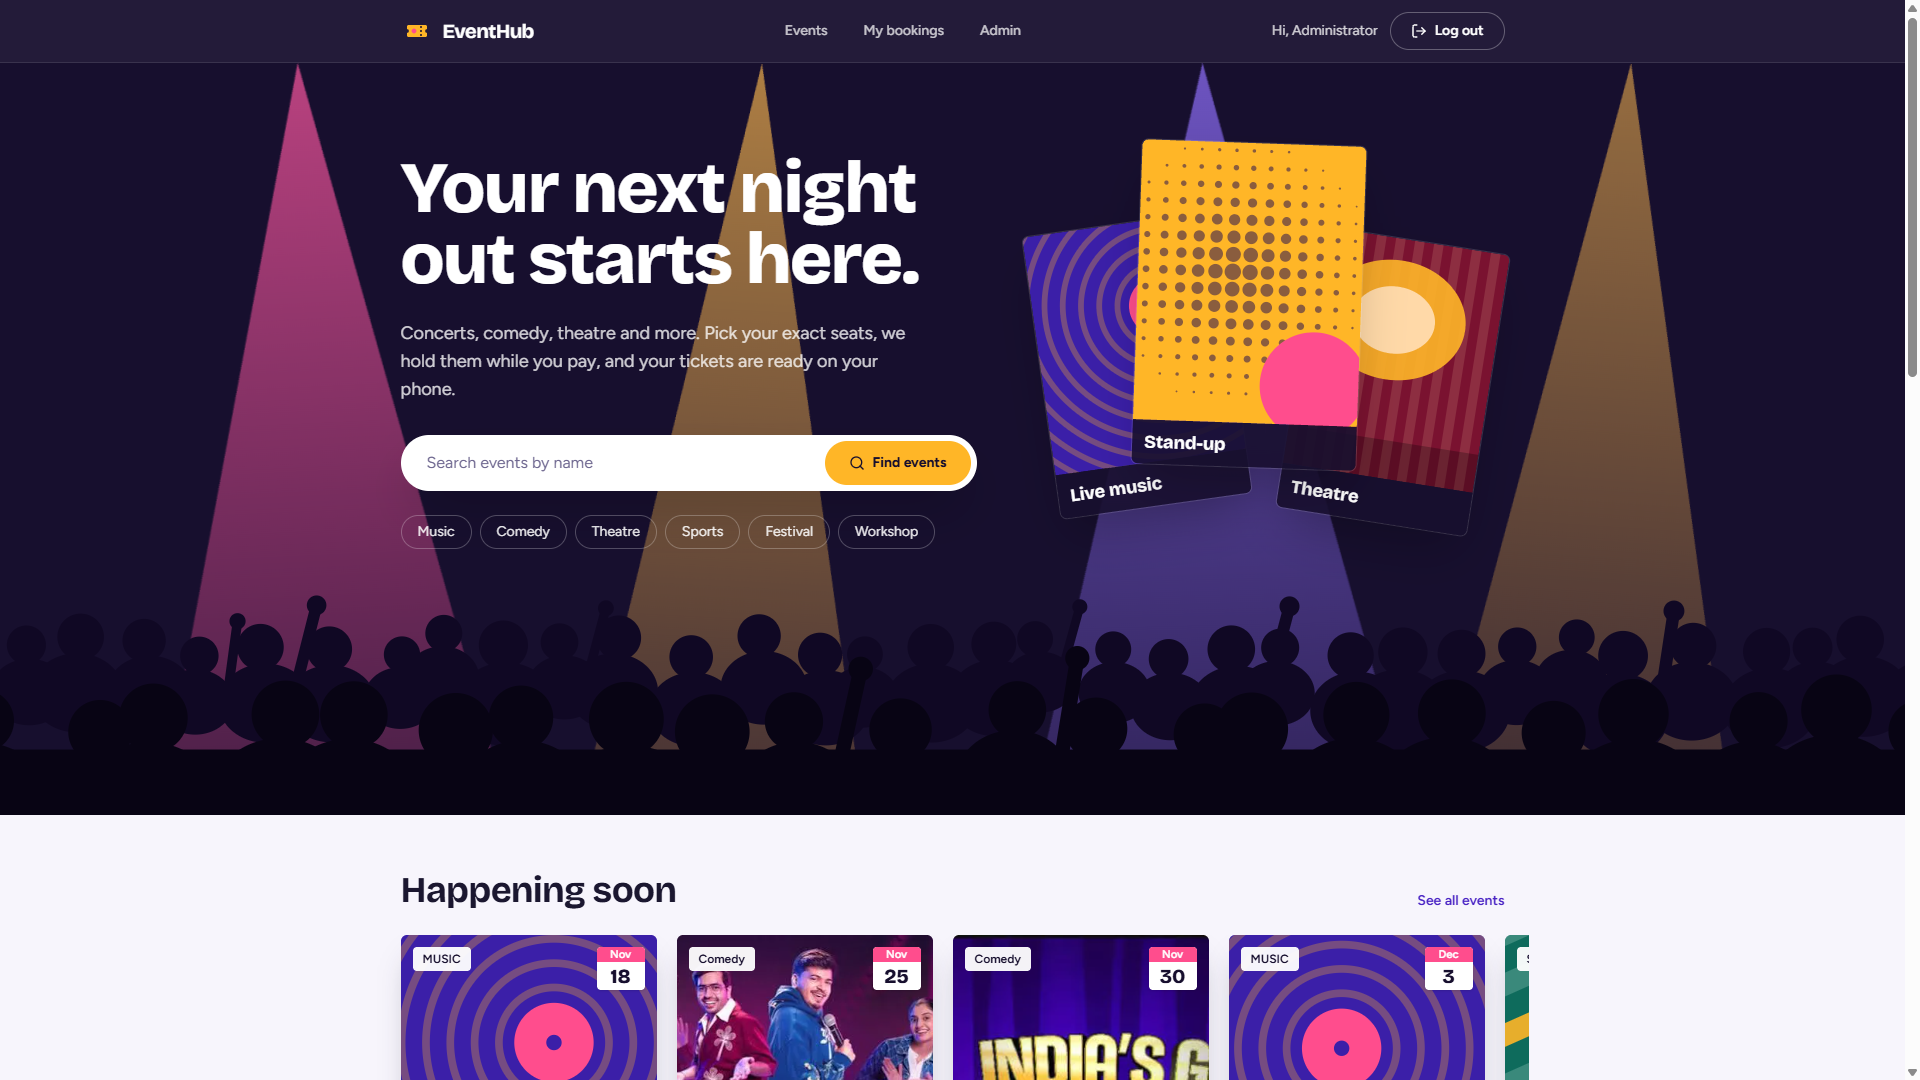 EventHub
Events
My bookings
Admin
Hi, Administrator
Log out
Your next night
out starts here.
Concerts, comedy, theatre and more. Pick your exact seats, we
hold them while you pay, and your tickets are ready on your
phone.
Search events by name
Find events
Music
Comedy
Theatre
Sports
Festival
Workshop
Live music
Stand-up
Theatre
Happening soon
See all events
MUSIC
Nov
18
Comedy
Nov
25
Comedy
Nov
30
INDIA'S G
MUSIC
Dec
3